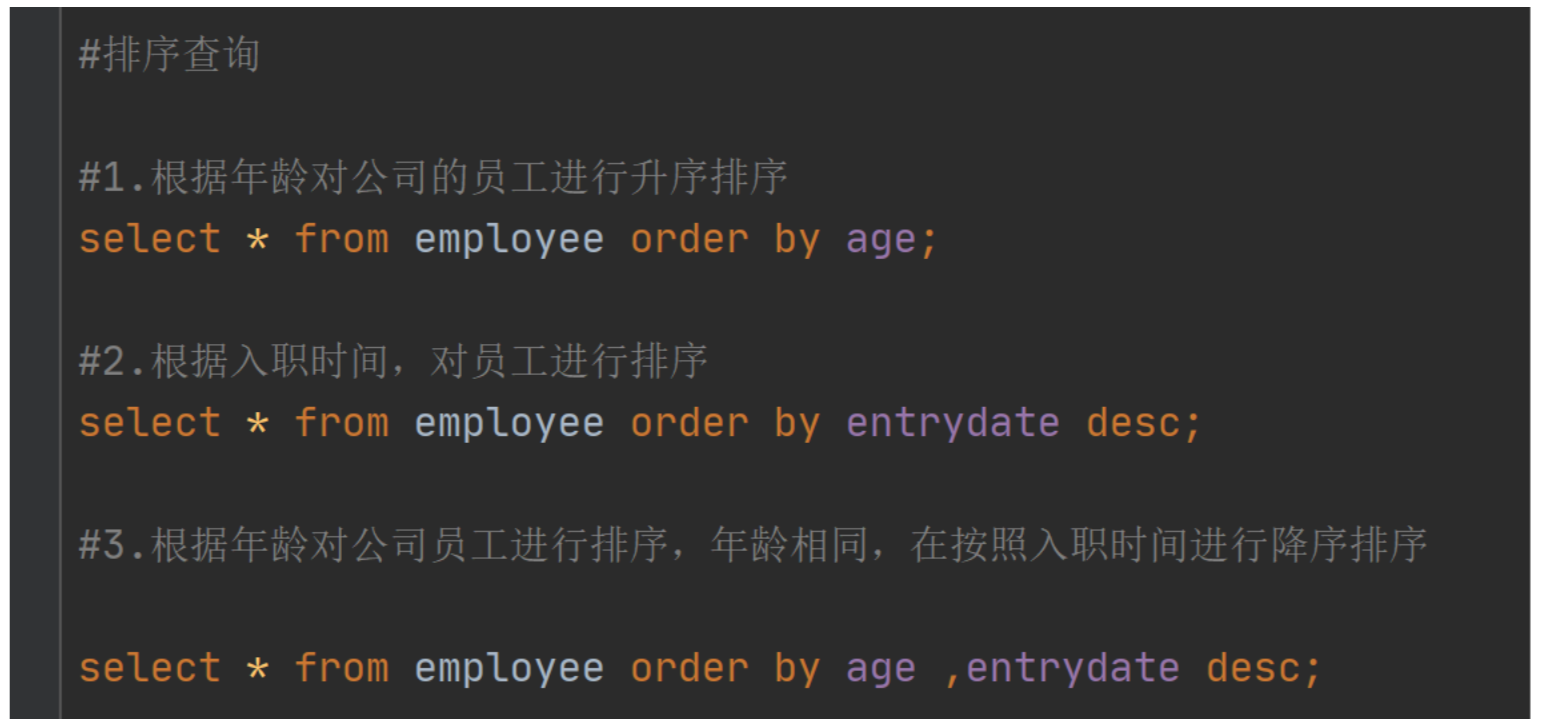 #排序查询
#1.根据年龄对公司的员工进行升序排序
select * from employee order by age;
#2.根据入职时间，对员工进行排序
select * from employee order by entrydate desc;
#3.根据年龄对公司员工进行排序，年龄相同，在按照入职时间进行降序排序
select * from employee order by age ,entrydate desc;